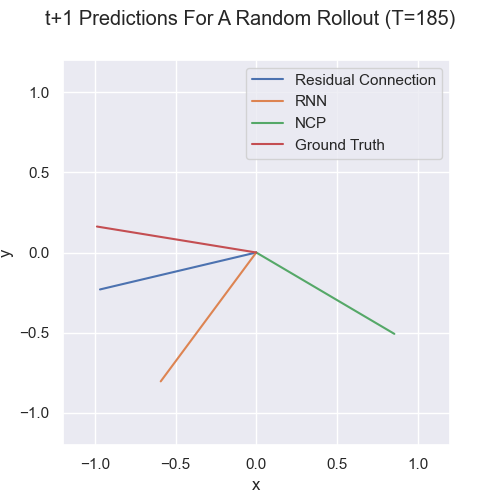 t+1 Predictions For A Random Rollout (T=185)
Residual Connection
RNN
NCP
Ground Truth
1.0
0.5
0.0
−0.5
−1.0
y
−1.0 −0.5 0.0 0.5 1.0
x